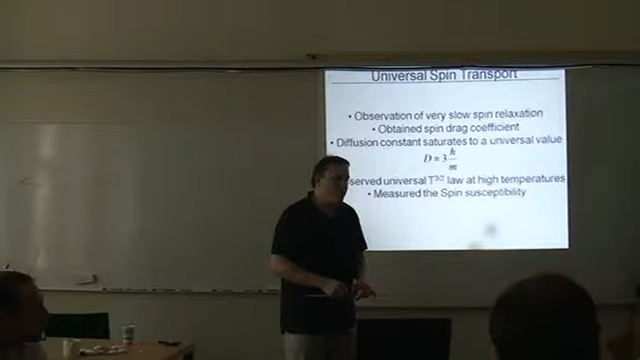 Universal Spin Transport
• Observation of very slow spin relaxation
• Obtained spin drag coefficient
• Diffusion constant saturates to a universal value
D ≈ 3 ħ/m
served universal T3/2 law at high temperatures
• Measured the Spin susceptibility